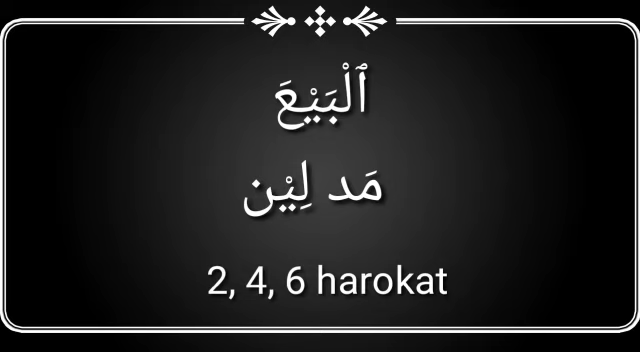 ٱلْبَيْعَ
مَد لِيْن
2, 4, 6 harokat